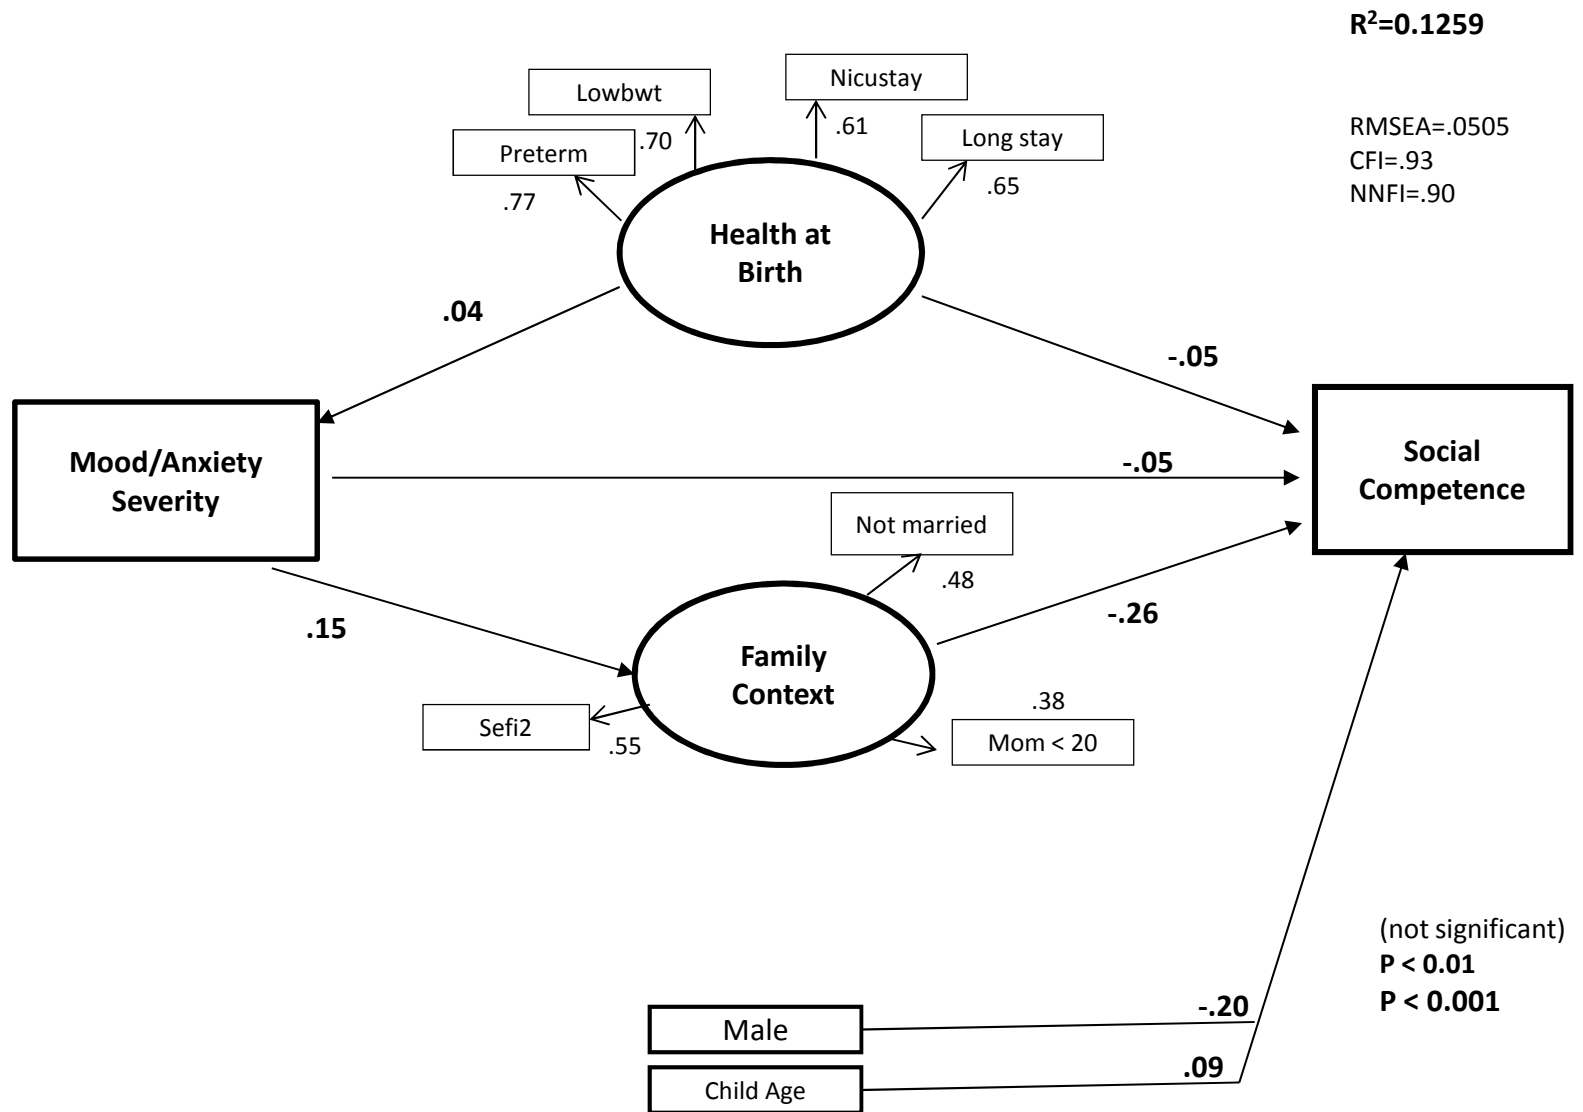 R²=0.1259
Nicustay
Lowbwt
RMSEA=.0505
.61
Long stay
.70
Preterm
CFI=.93
.65
NNFI=.90
.77
Health at
Birth
.04
-.05
Mood/Anxiety
Severity
-.05
Social
Competence
Not married
.48
.15
-.26
Family
Context
.38
Sefi2
.55
Mom < 20
(not significant)
P < 0.01
P < 0.001
-.20
Male
.09
Child Age